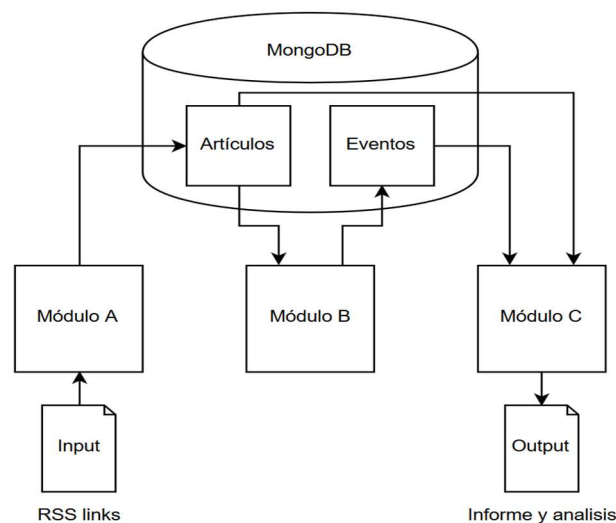 MongoDB
Artículos
Eventos
Módulo A
Módulo B
Módulo C
Input
Output
RSS links
Informe y analisis